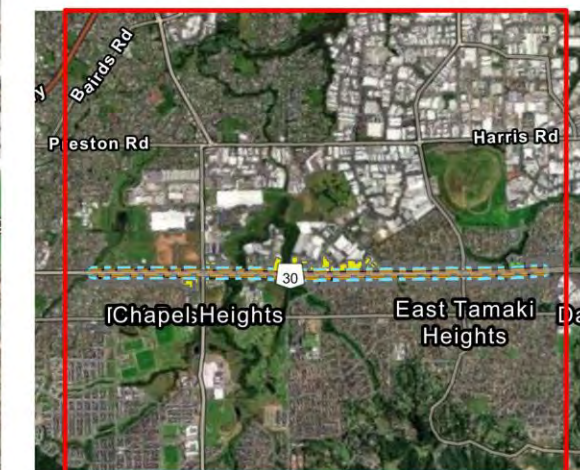 Bairds Rd
Preston Rd
Harris Rd
30
Chapel Heights
East Tamaki
Heights